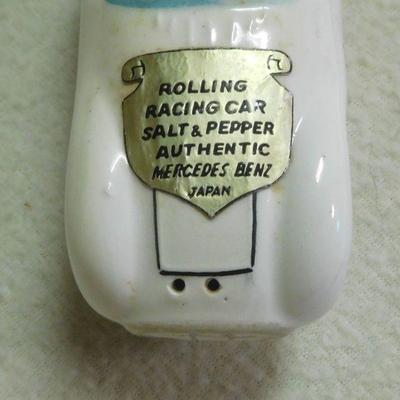 ROLLING
RACING CAR
SALT & PEPPER
AUTHENTIC
MERCEDES BENZ
JAPAN